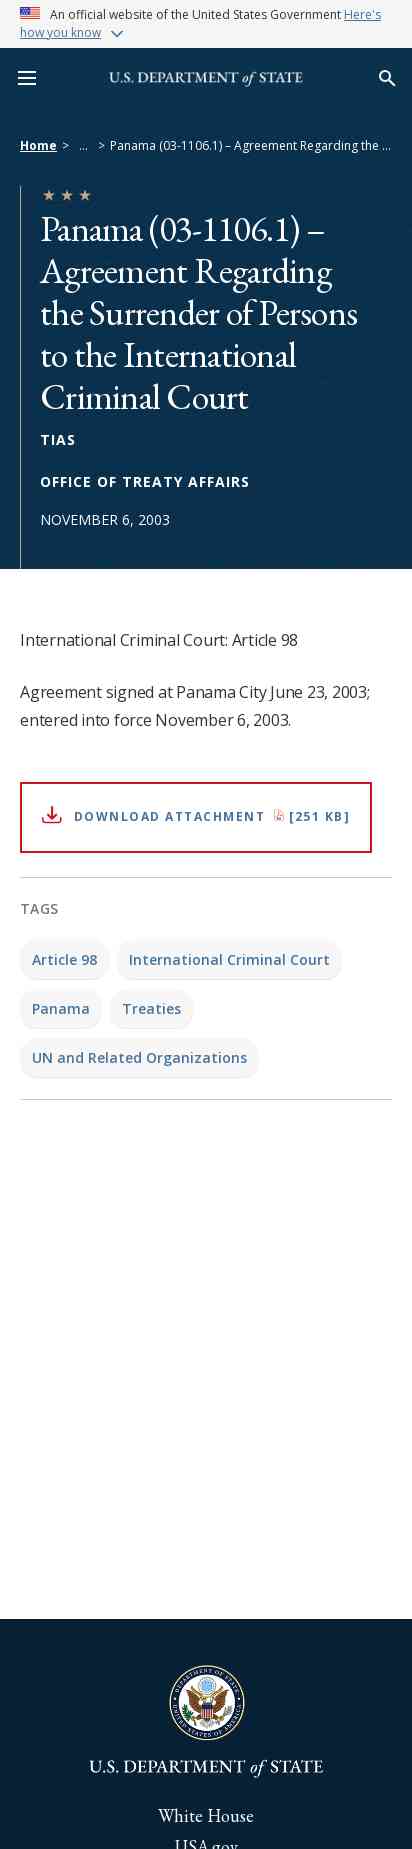 An official website of the United States Government Here's
how you know
U.S. DEPARTMENT of STATE
Home > ... > Panama (03-1106.1) – Agreement Regarding the ...
Panama (03-1106.1) –
Agreement Regarding
the Surrender of Persons
to the International
Criminal Court
TIAS
OFFICE OF TREATY AFFAIRS
NOVEMBER 6, 2003
International Criminal Court: Article 98
Agreement signed at Panama City June 23, 2003;
entered into force November 6, 2003.
DOWNLOAD ATTACHMENT [251 KB]
TAGS
Article 98 International Criminal Court
Panama Treaties
UN and Related Organizations
DEPARTMENT OF STATE
UNITED STATES OF AMERICA
U.S. DEPARTMENT of STATE
White House
USA.gov